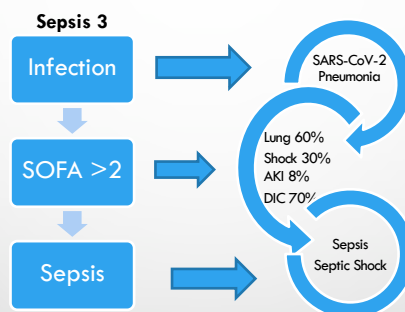 Sepsis 3
Infection
SARS-CoV-2
Pneumonia
SOFA >2
Lung 60%
Shock 30%
AKI 8%
DIC 70%
Sepsis
Sepsis
Septic Shock